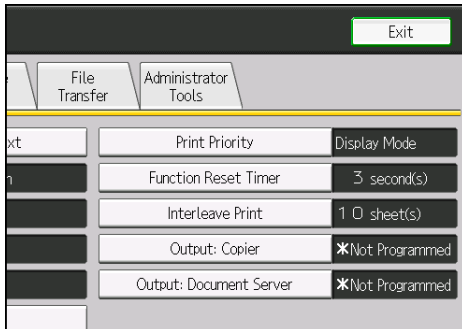 Exit
File
Transfer
Administrator
Tools
Print Priority
Display Mode
Function Reset Timer
3 second(s)
Interleave Print
10 sheet(s)
Output: Copier
*Not Programmed
Output: Document Server
*Not Programmed